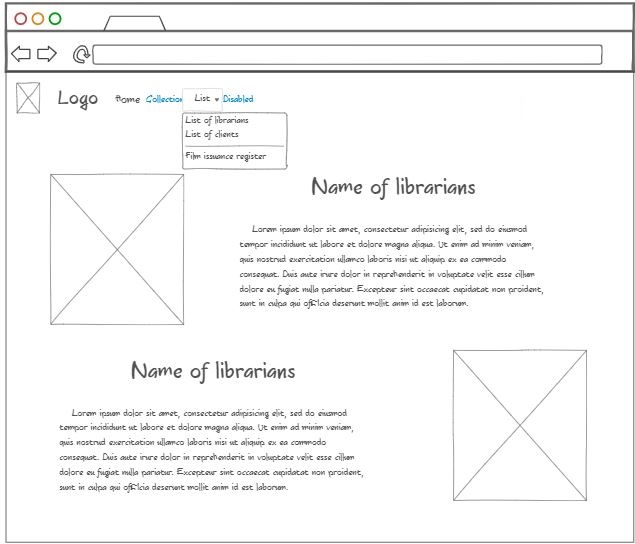 Logo Home Collection List Disabled
List of librarians
List of clients
Film issuance register
Name of librarians
Lorem ipsum dolor sit amet, consectetur adipisicing elit, sed do eiusmod
tempor incididunt ut labore et dolore magna aliqua. Ut enim ad minim veniam,
quis nostrud exercitation ullamco laboris nisi ut aliquip ex ea commodo
consequat. Duis aute irure dolor in reprehenderit in voluptate velit esse cillum
dolore eu fugiat nulla pariatur. Excepteur sint occaecat cupidatat non proident,
sunt in culpa qui officia deserunt mollit anim id est laborum.
Name of librarians
Lorem ipsum dolor sit amet, consectetur adipisicing elit, sed do eiusmod
tempor incididunt ut labore et dolore magna aliqua. Ut enim ad minim veniam,
quis nostrud exercitation ullamco laboris nisi ut aliquip ex ea commodo
consequat. Duis aute irure dolor in reprehenderit in voluptate velit esse cillum
dolore eu fugiat nulla pariatur. Excepteur sint occaecat cupidatat non proident,
sunt in culpa qui officia deserunt mollit anim id est laborum.